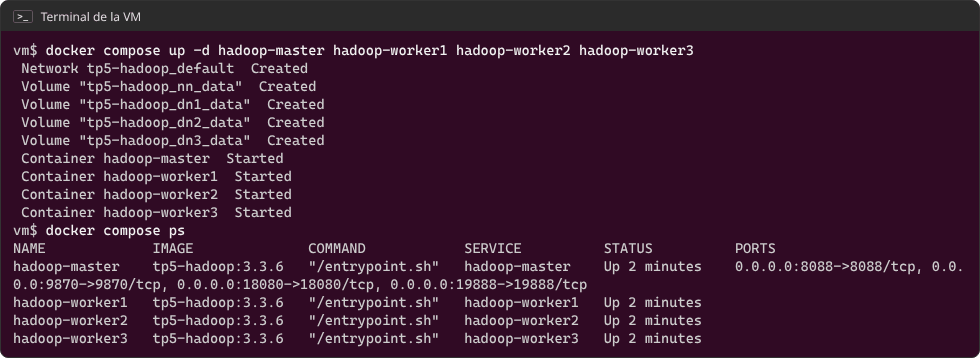 >_ Terminal de la VM
vm$ docker compose up -d hadoop-master hadoop-worker1 hadoop-worker2 hadoop-worker3
Network tp5-hadoop_default  Created
Volume "tp5-hadoop_nn_data"  Created
Volume "tp5-hadoop_dn1_data"  Created
Volume "tp5-hadoop_dn2_data"  Created
Volume "tp5-hadoop_dn3_data"  Created
Container hadoop-master  Started
Container hadoop-worker1  Started
Container hadoop-worker2  Started
Container hadoop-worker3  Started
vm$ docker compose ps
NAME             IMAGE              COMMAND            SERVICE          STATUS          PORTS
hadoop-master    tp5-hadoop:3.3.6   "/entrypoint.sh"   hadoop-master    Up 2 minutes    0.0.0.0:8088->8088/tcp, 0.0.
0.0:9870->9870/tcp, 0.0.0.0:18080->18080/tcp, 0.0.0.0:19888->19888/tcp
hadoop-worker1   tp5-hadoop:3.3.6   "/entrypoint.sh"   hadoop-worker1   Up 2 minutes
hadoop-worker2   tp5-hadoop:3.3.6   "/entrypoint.sh"   hadoop-worker2   Up 2 minutes
hadoop-worker3   tp5-hadoop:3.3.6   "/entrypoint.sh"   hadoop-worker3   Up 2 minutes